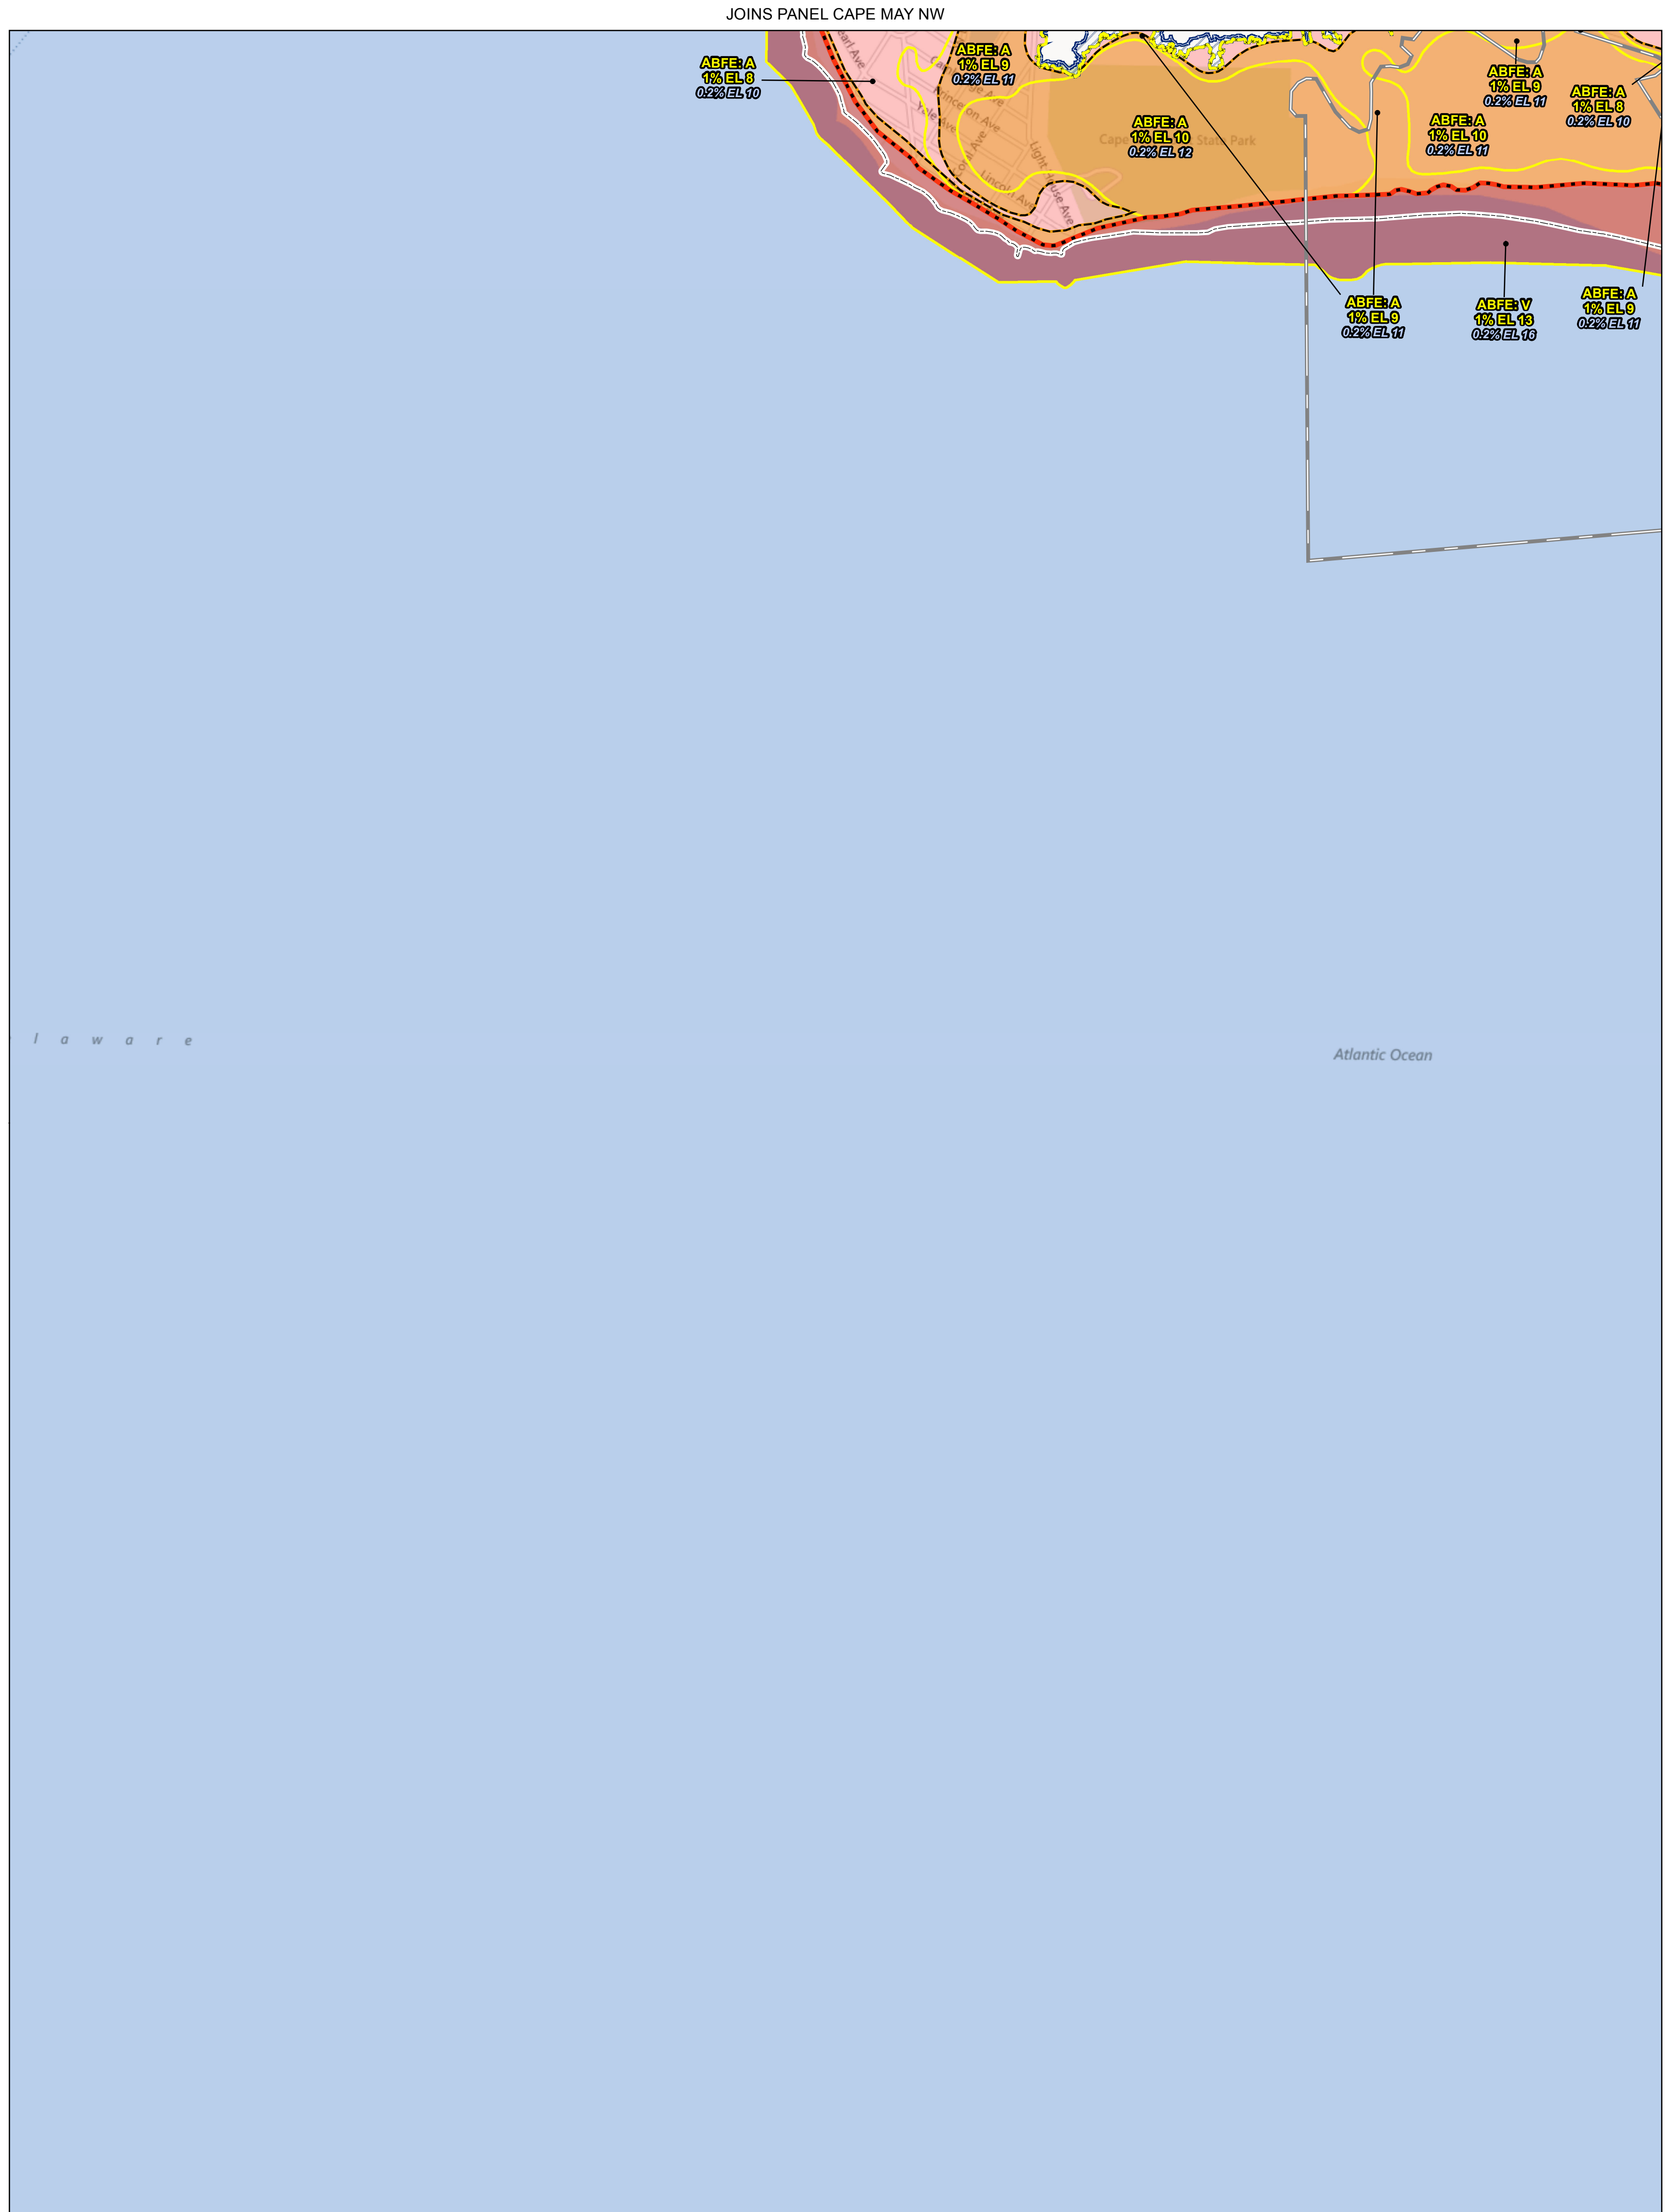 JOINS PANEL CAPE MAY NW
ABFE: A
1% EL 8
0.2% EL 10
ABFE: A
1% EL 9
0.2% EL 11
ABFE: A
1% EL 10
0.2% EL 12
ABFE: A
1% EL 10
0.2% EL 11
ABFE: A
1% EL 9
0.2% EL 11
ABFE: A
1% EL 8
0.2% EL 10
Yale Ave
Coral Ave
Lincoln Ave
Cape
State Park
ABFE: A
1% EL 9
0.2% EL 11
ABFE: V
1% EL 13
0.2% EL 16
ABFE: A
1% EL 9
0.2% EL 11
l a w a r e
Atlantic Ocean